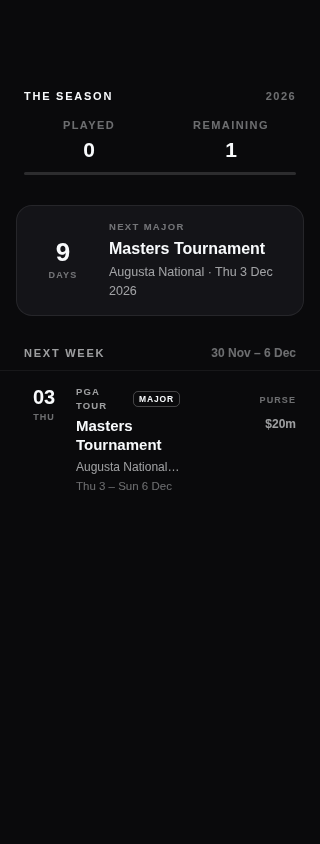 THE SEASON 2026
PLAYED REMAINING
0 1
NEXT MAJOR
9 DAYS
Masters Tournament
Augusta National · Thu 3 Dec
2026
NEXT WEEK 30 Nov – 6 Dec
03 THU
PGA
TOUR
MAJOR
Masters
Tournament
Augusta National…
Thu 3 – Sun 6 Dec
PURSE
$20m